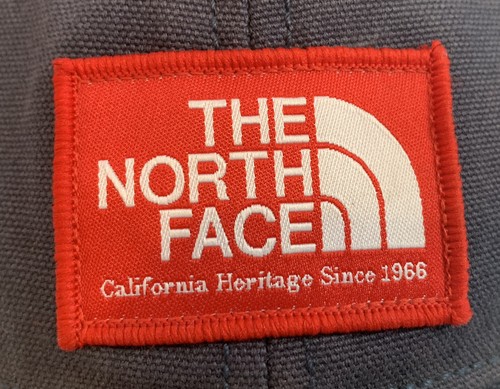 THE
NORTH
FACE
California Heritage Since 1966